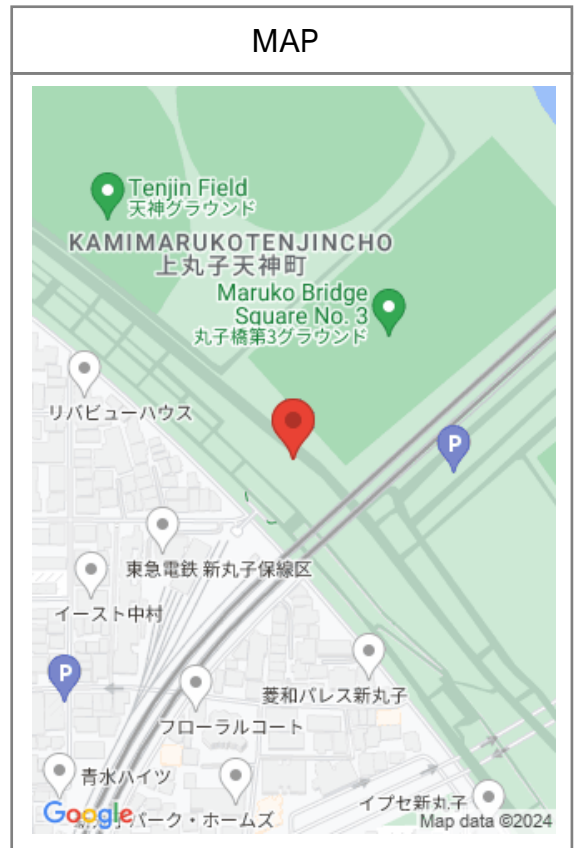 MAP
Tenjin Field
天神グラウンド
KAMIMARUKOTENJINCHO
上丸子天神町
Maruko Bridge
Square No. 3
丸子橋第3グラウンド
リバビューハウス
P
東急電鉄 新丸子保線区
イースト中村
P
菱和パレス新丸子
フローラルコート
青水ハイツ
イプセ新丸子
パーク・ホームズ
Google
Map data ©2024